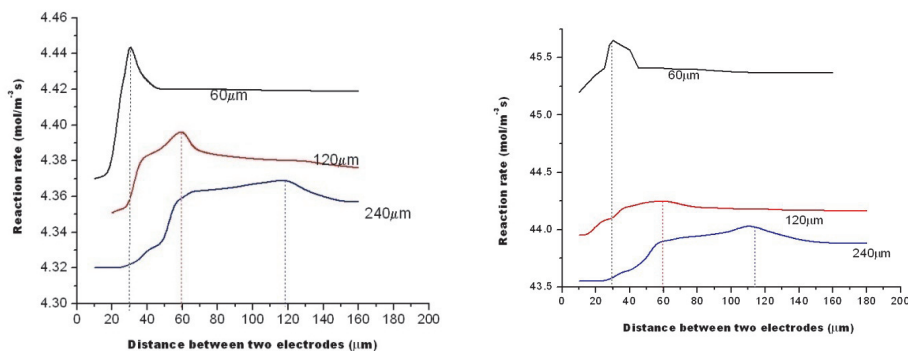 4.46
4.44
4.42
4.40
4.38
4.36
4.34
4.32
4.30
Reaction rate (mol/m⁻³ s)
60μm
120μm
240μm
0 20 40 60 80 100 120 140 160 180 200
Distance between two electrodes (μm)
45.5
45.0
44.5
44.0
43.5
Reaction rate (mol/m⁻³ s)
60μm
120μm
240μm
0 20 40 60 80 100 120 140 160 180 200
Distance between two electrodes (μm)